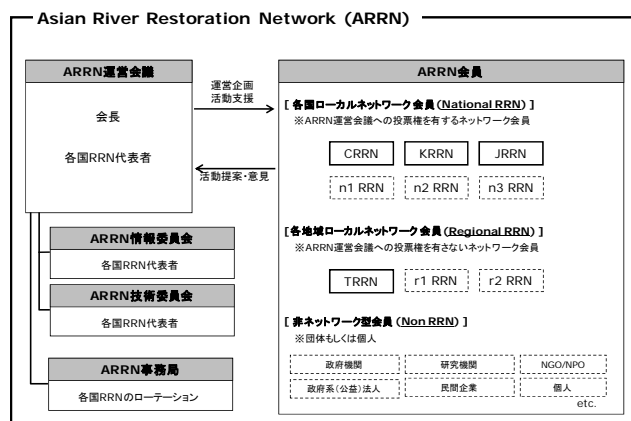 Asian River Restoration Network (ARRN)
ARRN運営会議
会長
各国RRN代表者
運営企画
活動支援
活動提案・意見
ARRN情報委員会
各国RRN代表者
ARRN技術委員会
各国RRN代表者
ARRN事務局
各国RRNのローテーション
ARRN会員
[ 各国ローカルネットワーク会員(National RRN) ]
※ARRN運営会議への投票権を有するネットワーク会員
CRRN KRRN JRRN
n1 RRN n2 RRN n3 RRN
[各地域ローカルネットワーク会員(Regional RRN) ]
※ARRN運営会議への投票権を有さないネットワーク会員
TRRN r1 RRN r2 RRN
[ 非ネットワーク型会員(Non RRN) ]
※団体もしくは個人
政府機関 研究機関 NGO/NPO
政府系(公益)法人 民間企業 個人
etc.